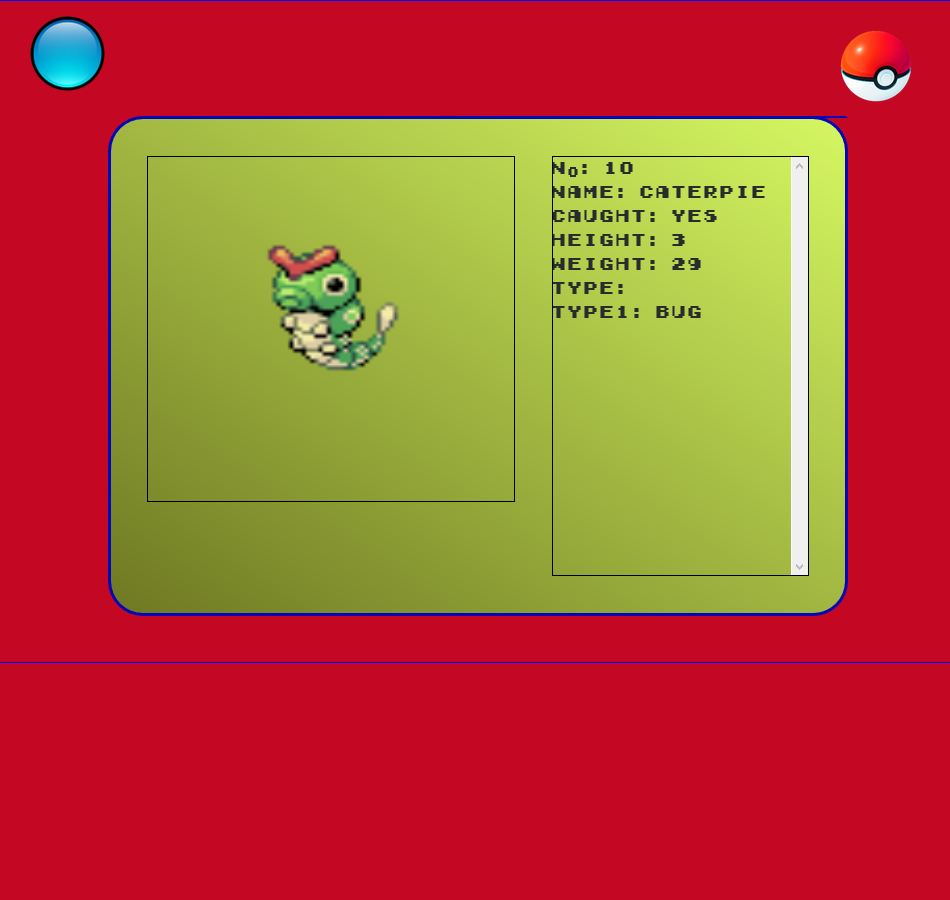 No: 10
NAME: CATERPIE
CAUGHT: YES
HEIGHT: 3
WEIGHT: 29
TYPE:
TYPE1: BUG